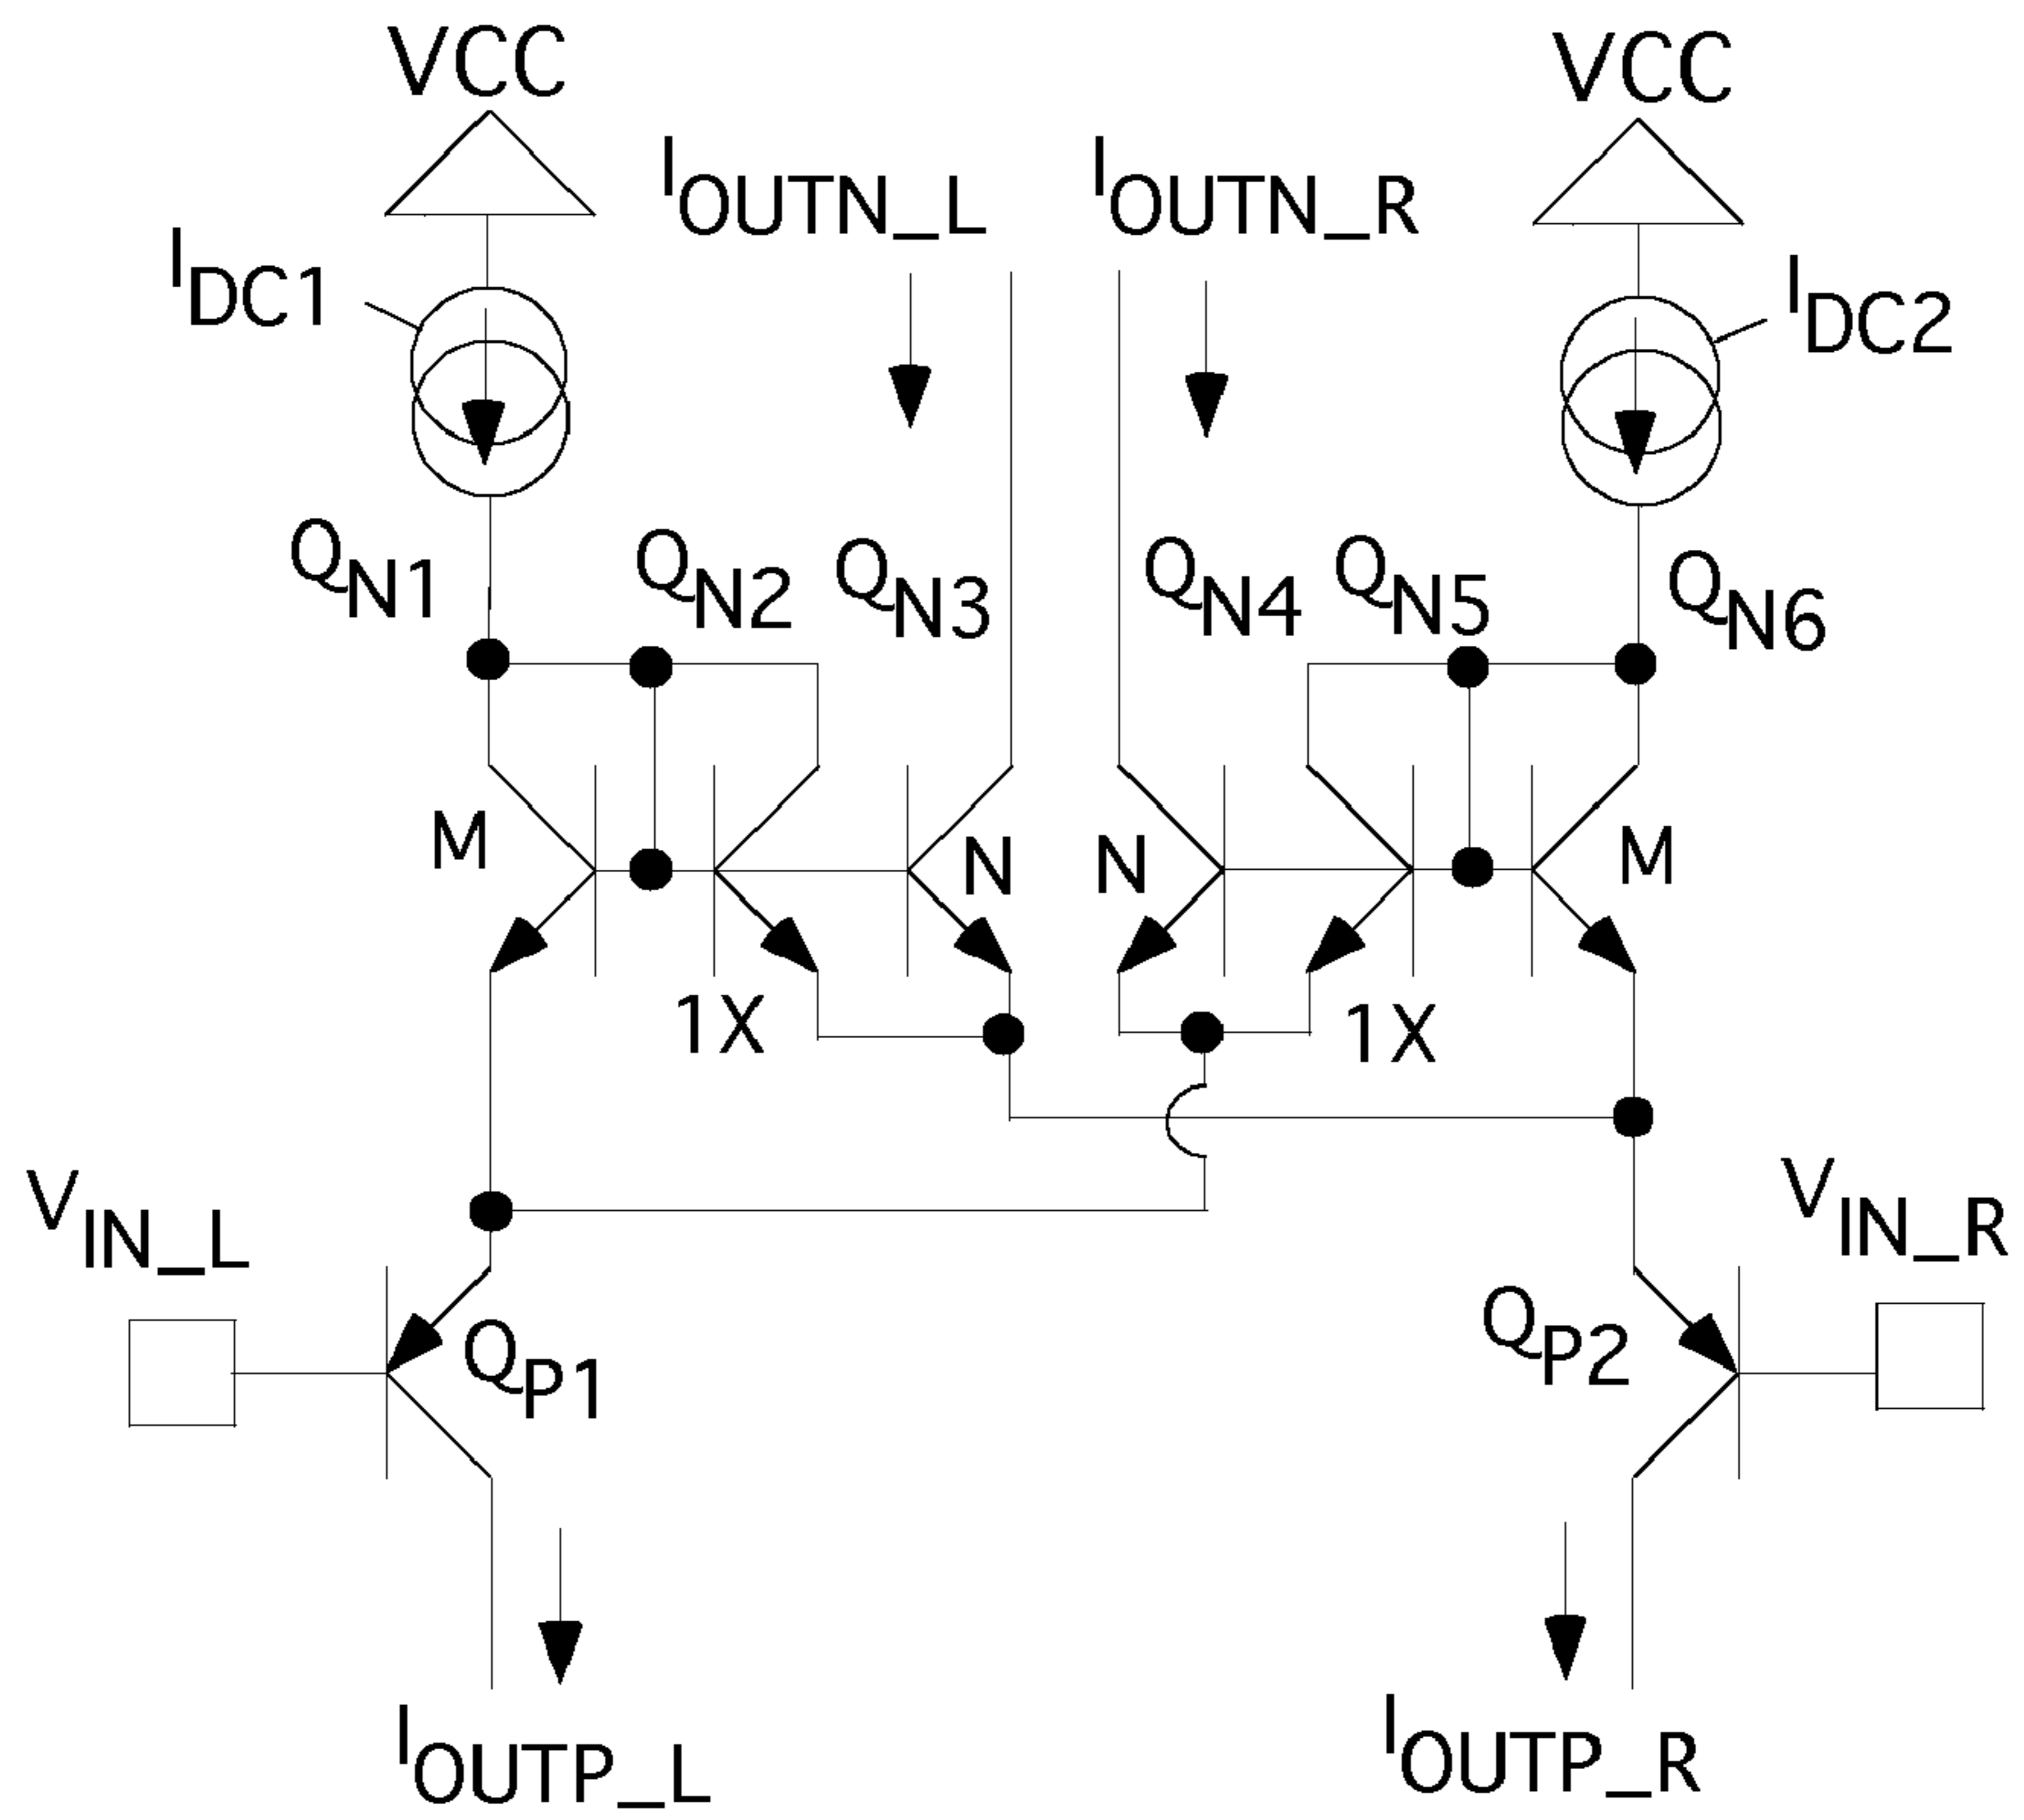 VCC
VCC
IOUTN_L
IOUTN_R
IDC1
IDC2
QN1
QN2
QN3
QN4
QN5
QN6
M
N
N
M
1X
1X
VIN_L
VIN_R
QP1
QP2
IOUTP_L
IOUTP_R